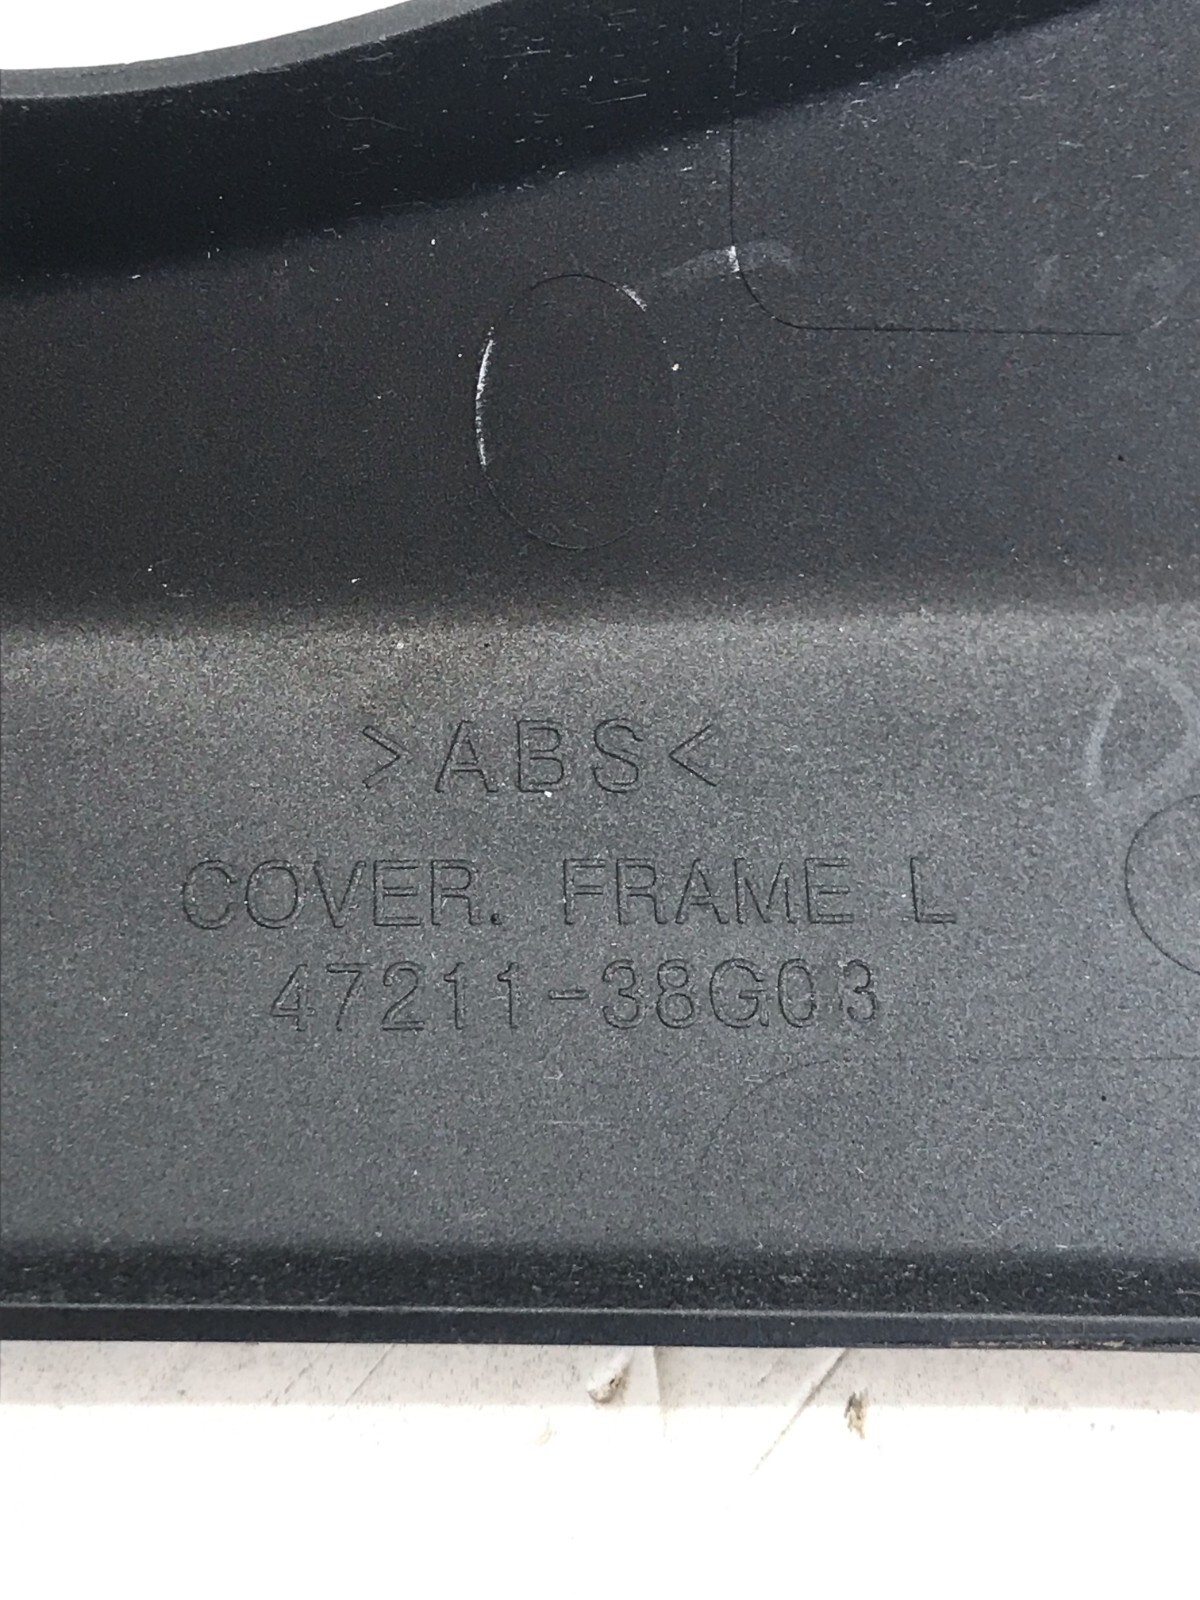 >ABS<
COVER. FRAME L
47211-38G03